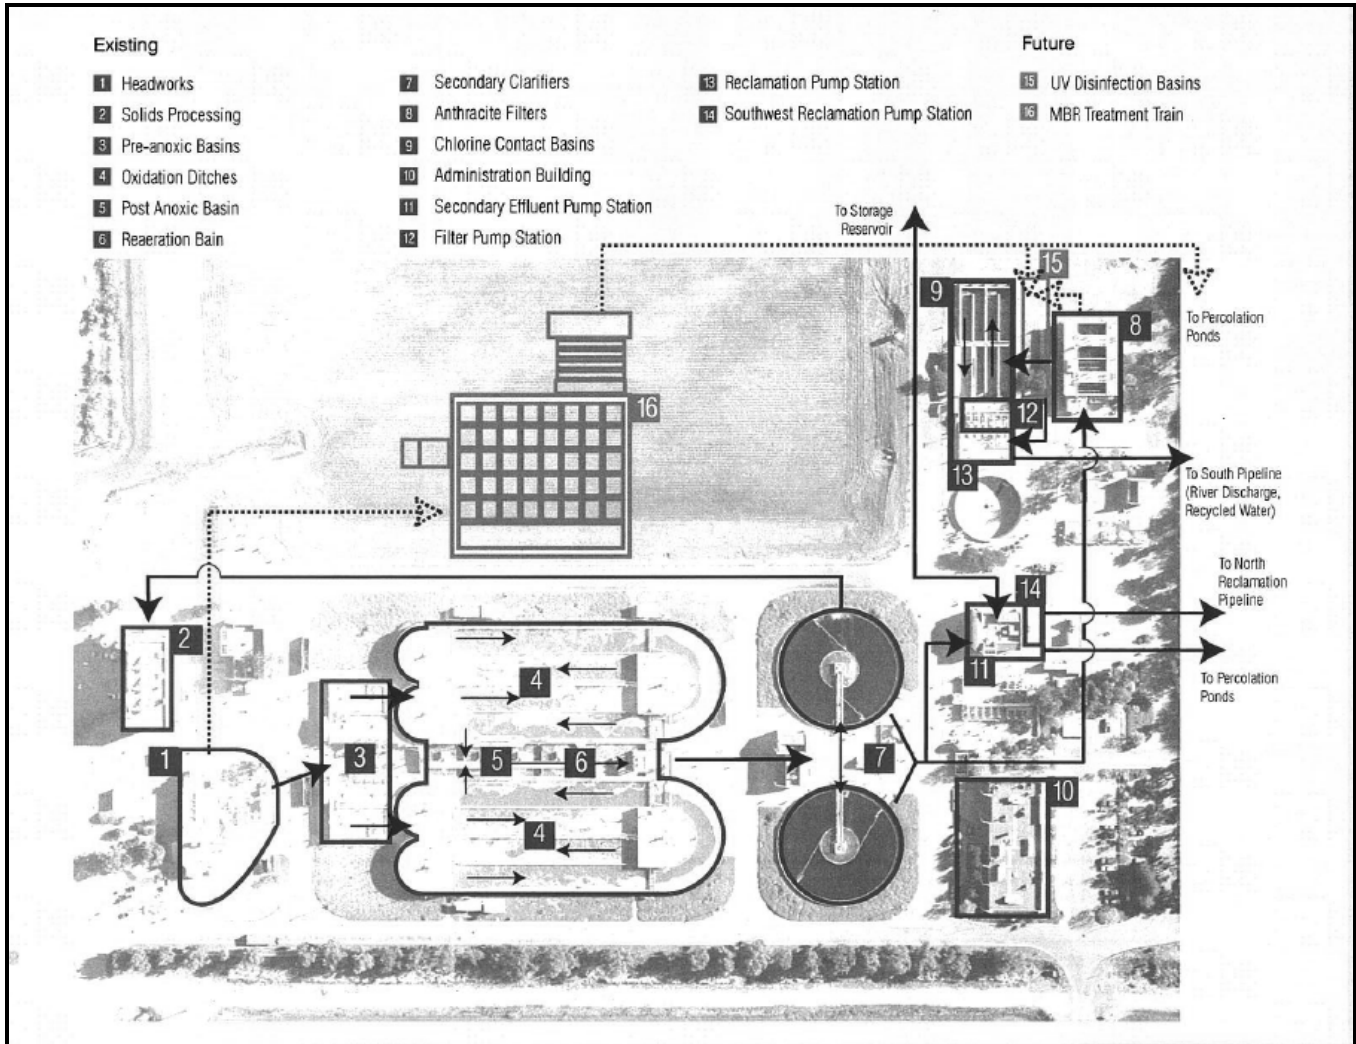 Existing
1 Headworks
2 Solids Processing
3 Pre-anoxic Basins
4 Oxidation Ditches
5 Post Anoxic Basin
6 Reaeration Bain
7 Secondary Clarifiers
8 Anthracite Filters
9 Chlorine Contact Basins
10 Administration Building
11 Secondary Effluent Pump Station
12 Filter Pump Station
13 Reclamation Pump Station
14 Southwest Reclamation Pump Station
Future
15 UV Disinfection Basins
16 MBR Treatment Train
To Storage
Reservoir
15
9
8
To Percolation
Ponds
16
12
13
To South Pipeline
(River Discharge,
Recycled Water)
To North
Reclamation
Pipeline
14
2
11
4
To Percolation
Ponds
1
3
5
6
7
10
4